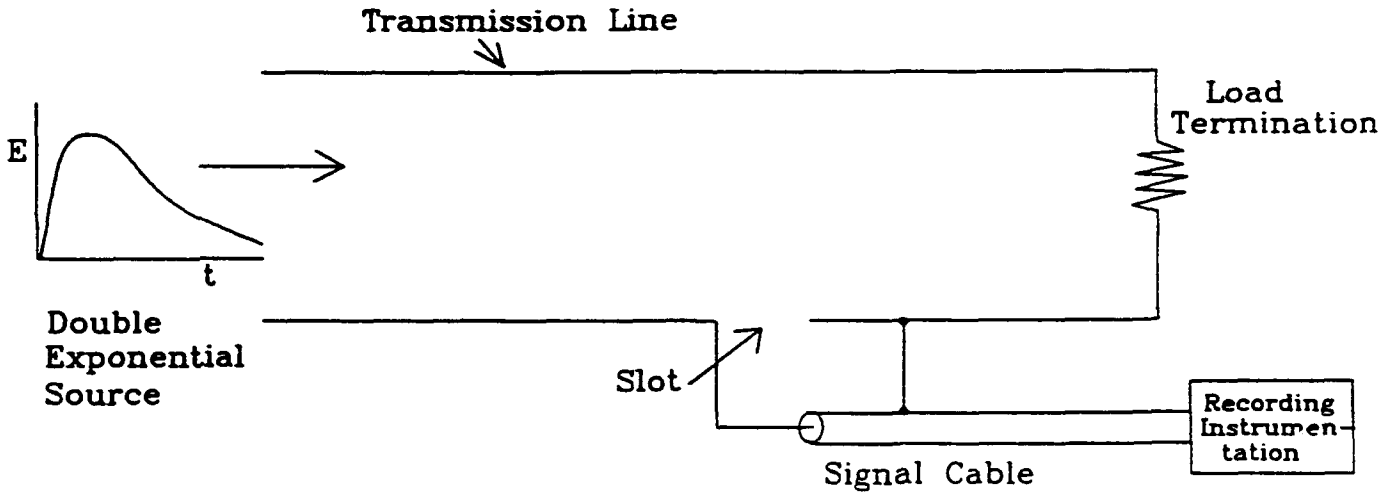 Transmission Line
Load
Termination
E
t
Double
Exponential
Source
Slot
Recording
Instrumen-
tation
Signal Cable